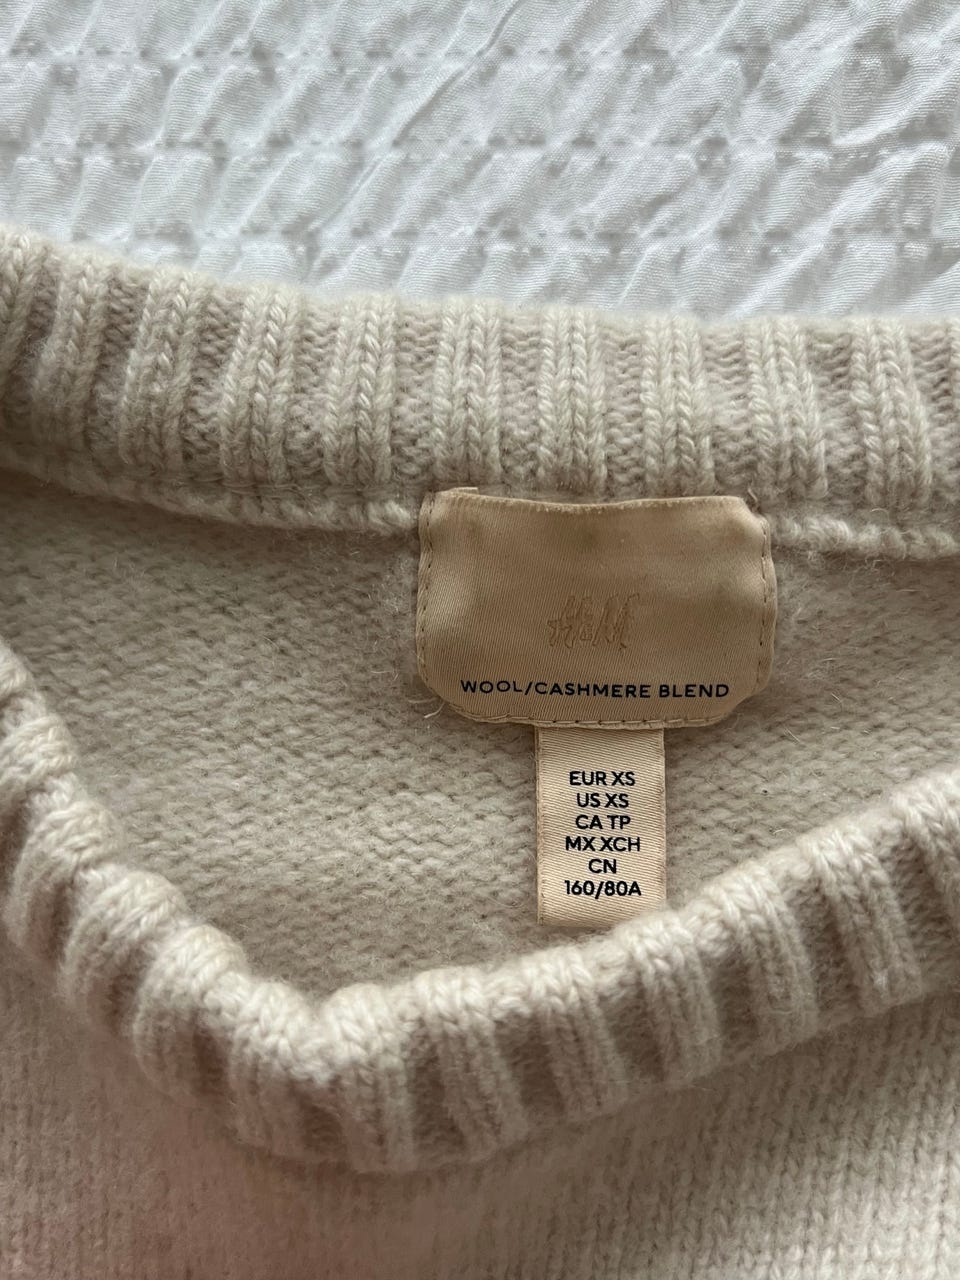 H&M
WOOL/CASHMERE BLEND
EUR XS
US XS
CA TP
MX XCH
CN
160/80A